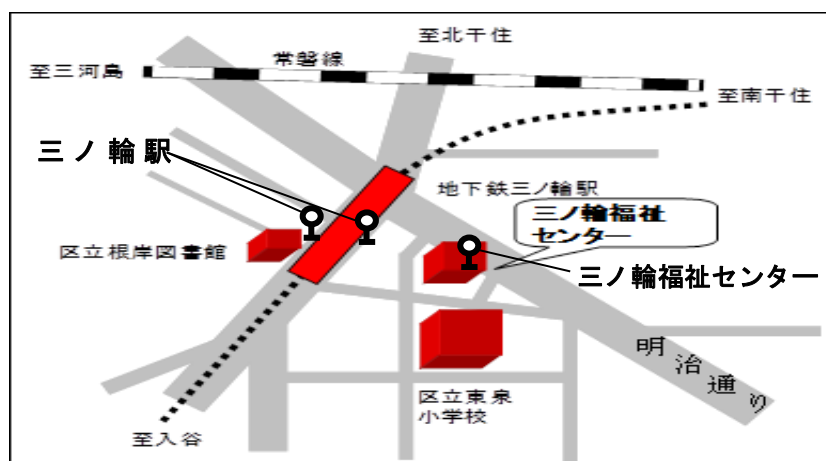 至北千住
常磐線
至三河島
至南千住
三ノ輪駅
地下鉄三ノ輪駅
三ノ輪福祉
センター
区立根岸図書館
三ノ輪福祉センター
明治通り
区立東泉
小学校
至入谷